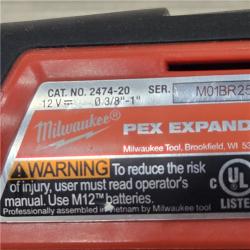 CAT. NO. 2474-20 SER. M01BR25
12 V⎓ 0 3/8"-1"
Milwaukee PEX EXPAND
Milwaukee Tool, Brookfield, WI 53
WARNING To reduce the risk
of injury, user must read operator's
manual. Use M12™ batteries.
Professionally assembled in Vietnam by Milwaukee Tool
C UL
LISTE